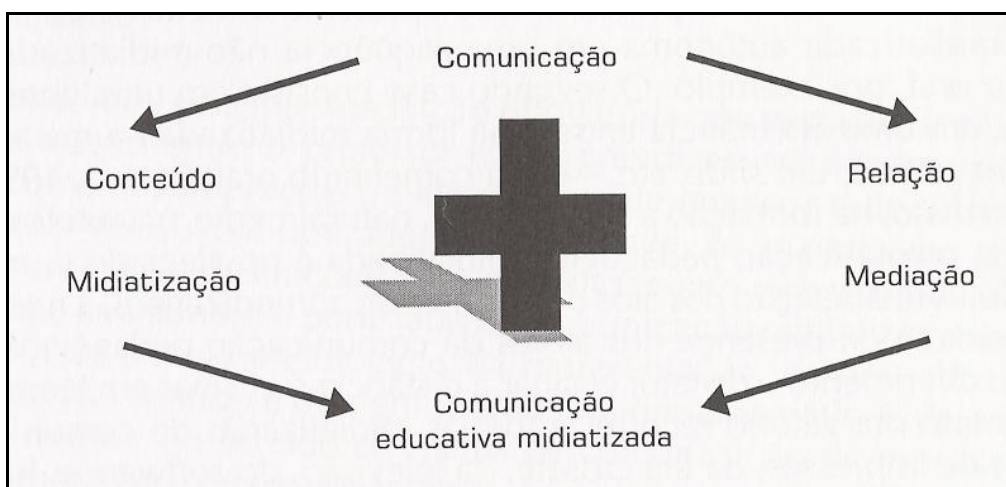 Comunicação
Conteúdo
Relação
Midiatização
Mediação
Comunicação
educativa midiatizada